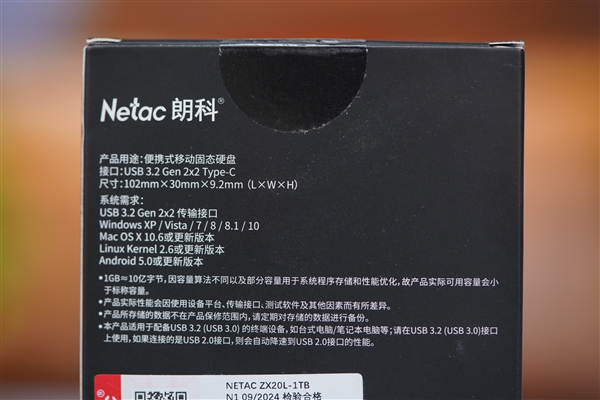 Netac 朗科®
产品用途：便携式移动固态硬盘
接口：USB 3.2 Gen 2x2 Type-C
尺寸：102mm×30mm×9.2mm（L×W×H）
系统需求：
USB 3.2 Gen 2x2 传输接口
Windows XP / Vista / 7 / 8 / 8.1 / 10
Mac OS X 10.6或更新版本
Linux Kernel 2.6或更新版本
Android 5.0或更新版本
•1GB≈10亿字节，因容量算法不同以及部分容量用于系统程序存储和性能优化，故产品实际可用容量会小
于标称容量。
•产品实际性能会因使用设备平台、传输接口、测试软件及其他因素而有所差异。
•产品所存储的数据不在产品保修范围内，请定期对存储的数据进行备份。
•本产品适用于配备USB 3.2 (USB 3.0) 的终端设备，如台式电脑/笔记本电脑等；请在USB 3.2 (USB 3.0)接口
上使用，如果连接的是USB 2.0接口，则会自动降速到USB 2.0接口的性能。
NETAC ZX20L-1TB
N1 09/2024 检验合格